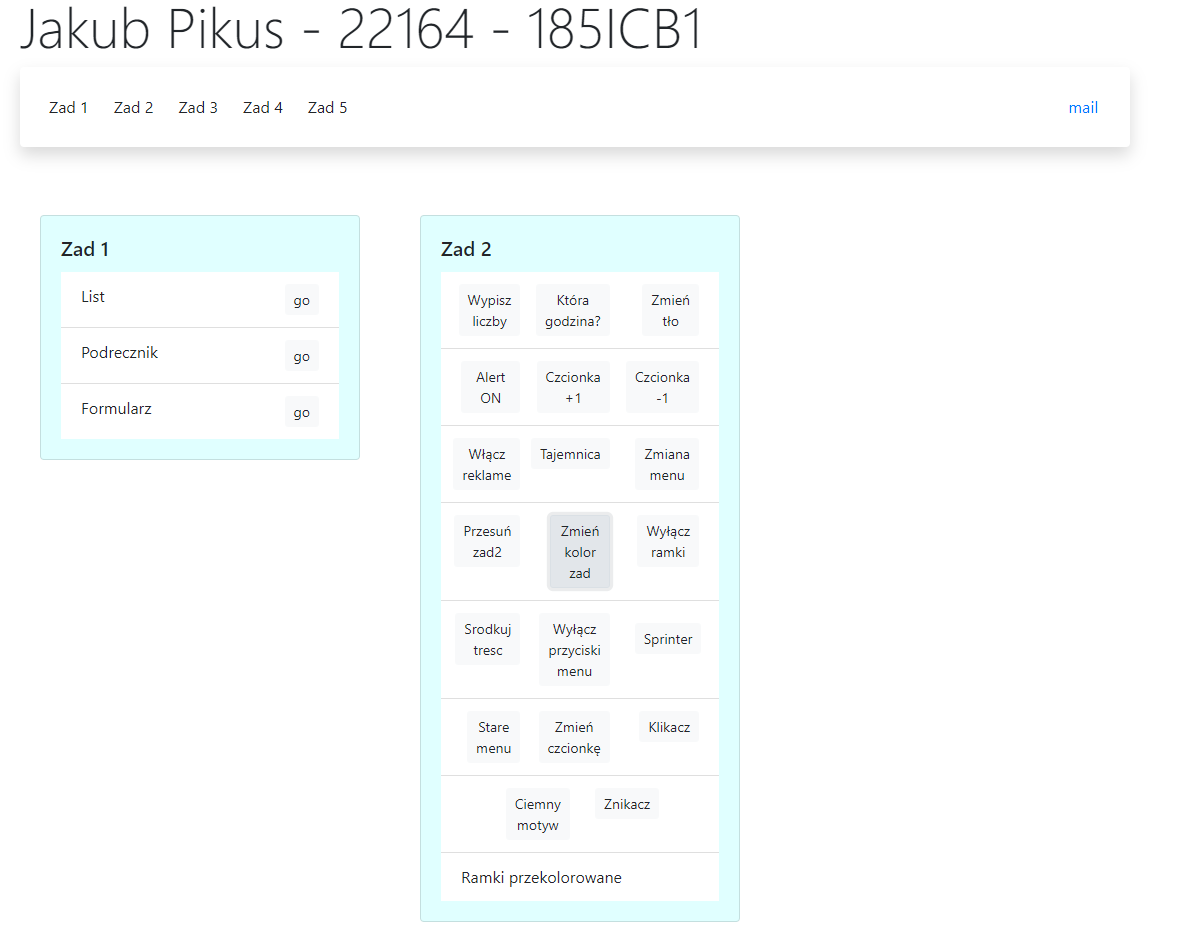 Jakub Pikus - 22164 - 185ICB1
Zad 1 Zad 2 Zad 3 Zad 4 Zad 5 mail
Zad 1
List go
Podrecznik go
Formularz go
Zad 2
Wypisz
liczby
Która
godzina?
Zmień
tło
Alert
ON
Czcionka
+1
Czcionka
-1
Włącz
reklame
Tajemnica
Zmiana
menu
Przesuń
zad2
Zmień
kolor
zad
Wyłącz
ramki
Srodkuj
tresc
Wyłącz
przyciski
menu
Sprinter
Stare
menu
Zmień
czcionkę
Klikacz
Ciemny
motyw
Znikacz
Ramki przekolorowane